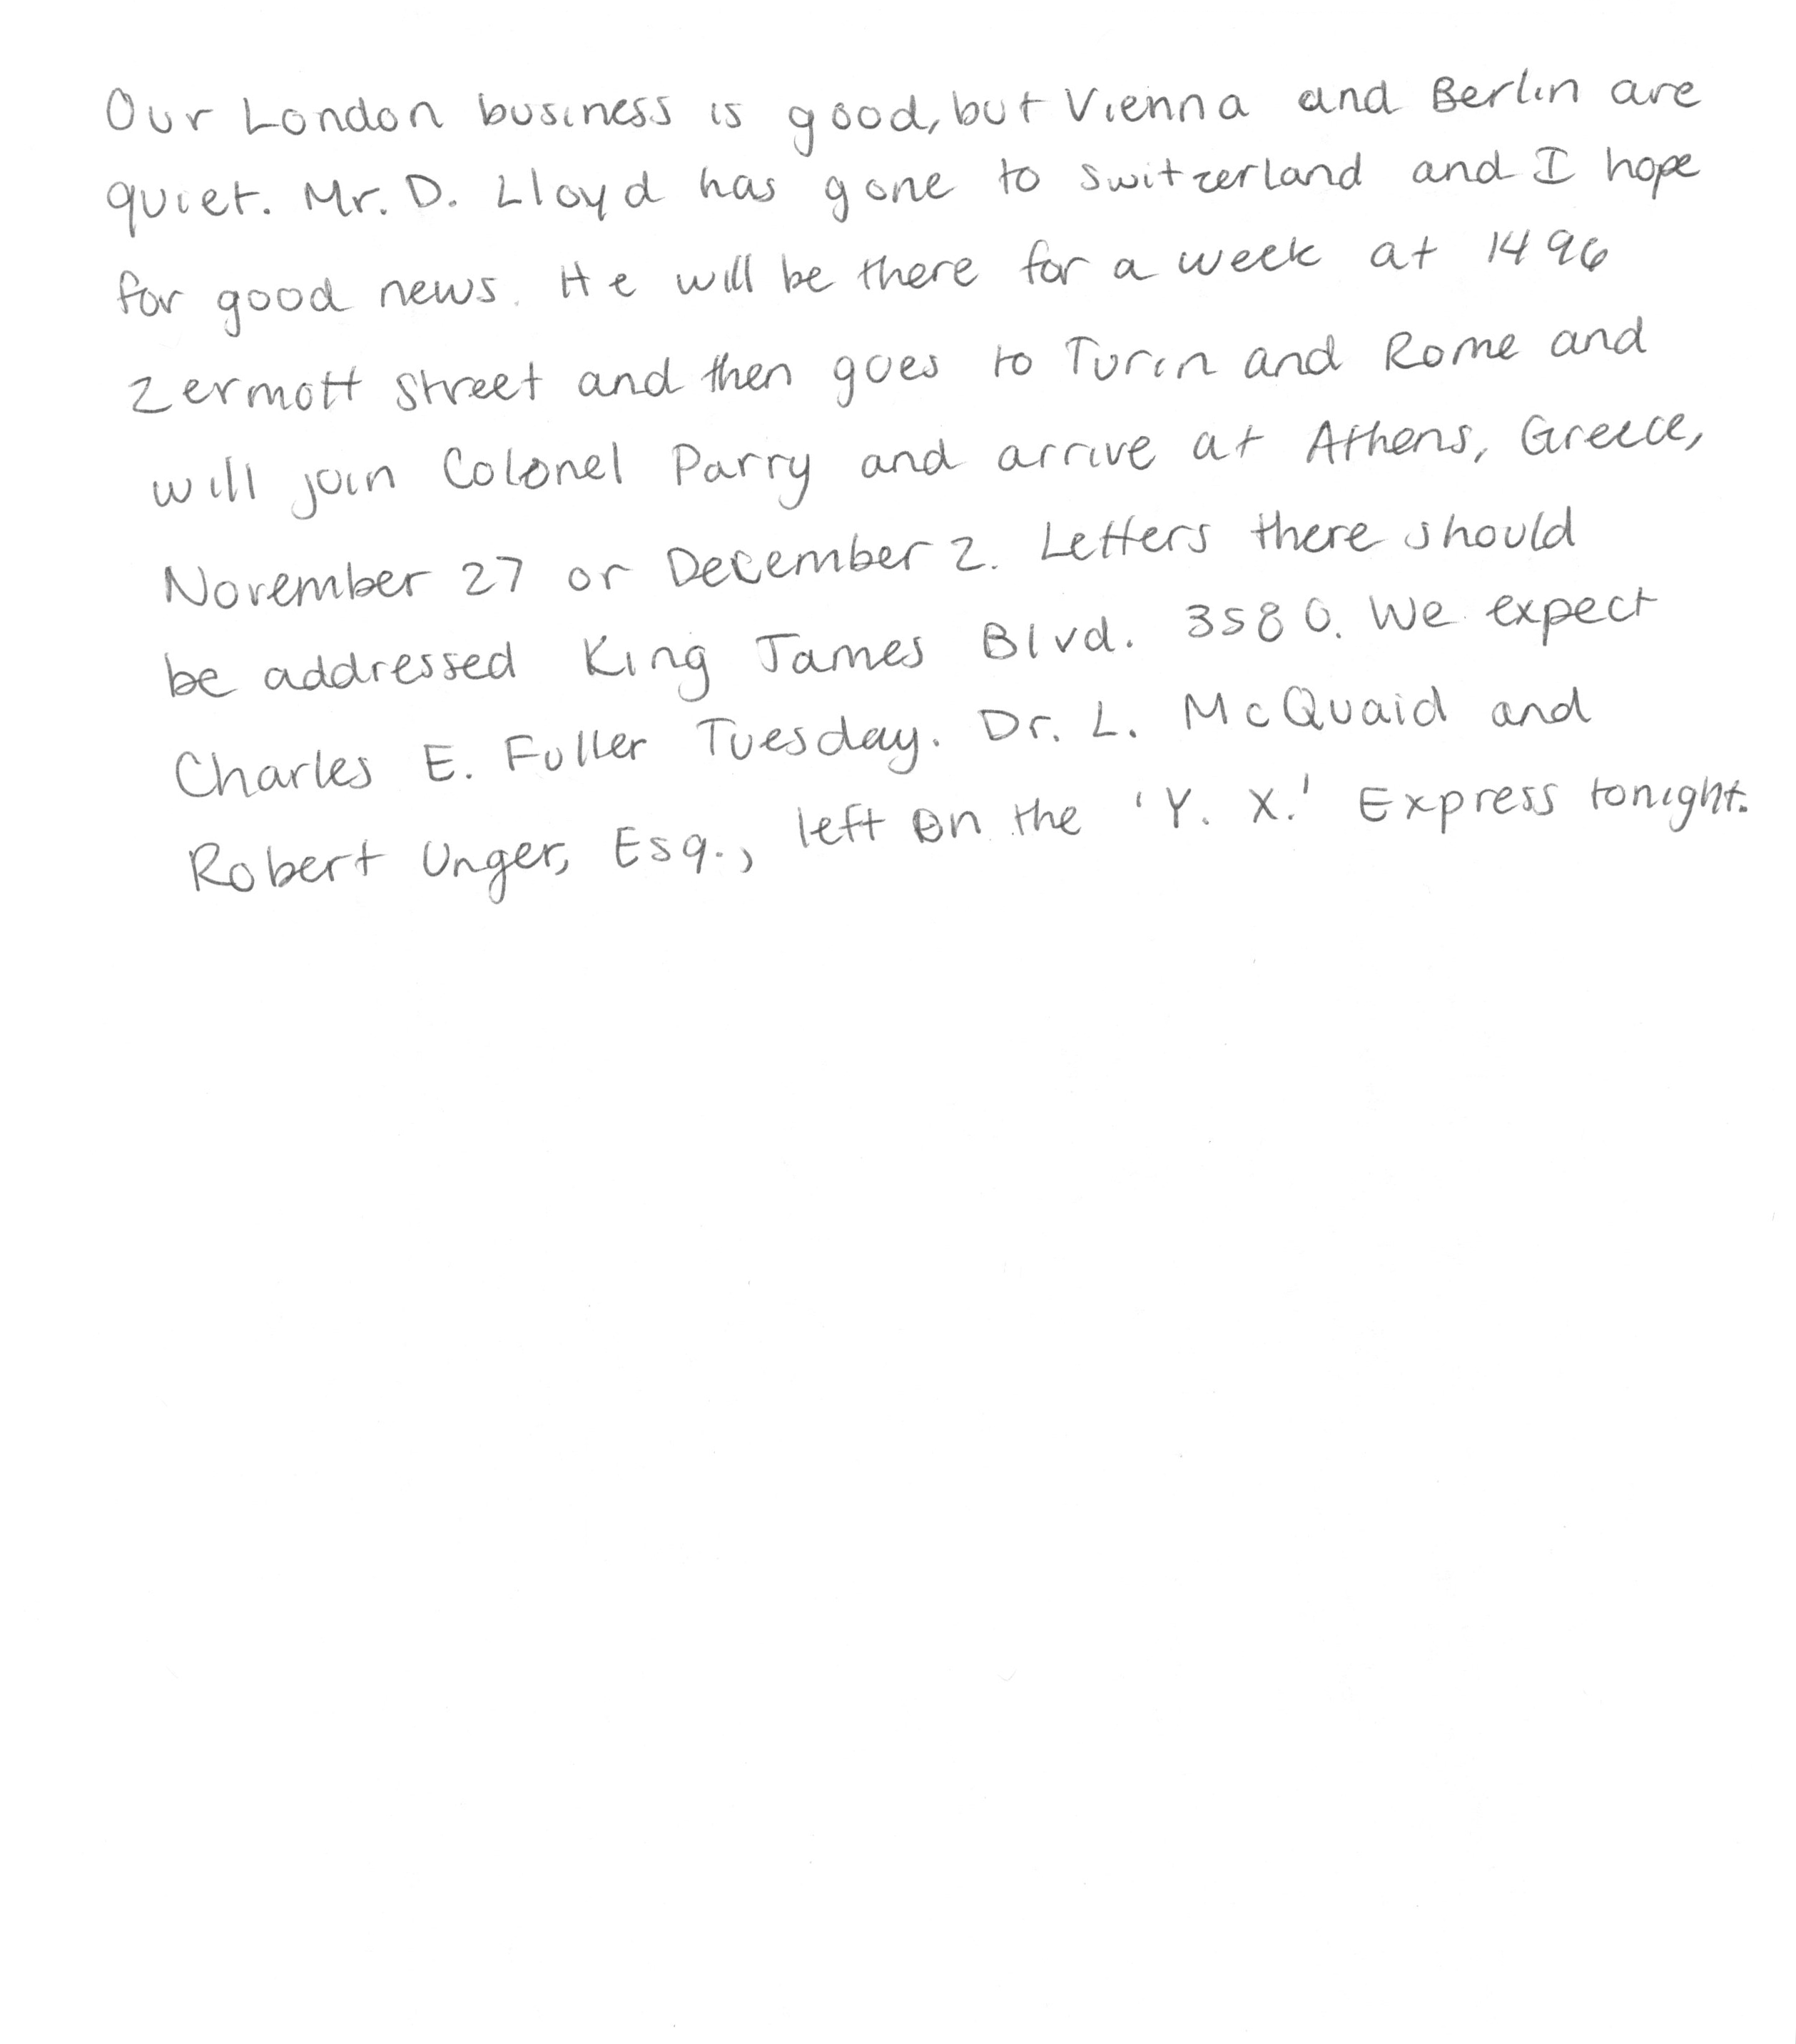 Our London business is good, but Vienna and Berlin are
quiet. Mr. D. Lloyd has gone to Switzerland and I hope
for good news. He will be there for a week at 1496
Zermott Street and then goes to Turin and Rome and
will join Colonel Parry and arrive at Athens, Greece,
November 27 or December 2. Letters there should
be addressed King James Blvd. 3580. We expect
Charles E. Fuller Tuesday. Dr. L. McQuaid and
Robert Unger, Esq., left on the 'Y. X.' Express tonight.